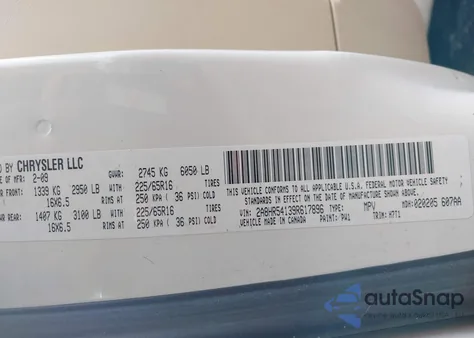 D BY CHRYSLER LLC
E OF MFR: 2-09 GVWR: 2745 KG 6050 LB
R FRONT: 1339 KG 2950 LB WITH 225/65R16 TIRES
16X6.5 RIMS AT 250 KPA ( 36 PSI) COLD
R REAR: 1407 KG 3100 LB WITH 225/65R16 TIRES
16X6.5 RIMS AT 250 KPA ( 36 PSI) COLD
THIS VEHICLE CONFORMS TO ALL APPLICABLE U.S.A. FEDERAL MOTOR VEHICLE SAFETY
STANDARDS IN EFFECT ON THE DATE OF MANUFACTURE SHOWN ABOVE.
VIN: 2A8HR54139R617896 TYPE: MPV MDH: 020205 607AA
VEHICLE MADE IN CANADA PAINT: PW1 TRIM:
autoSnap